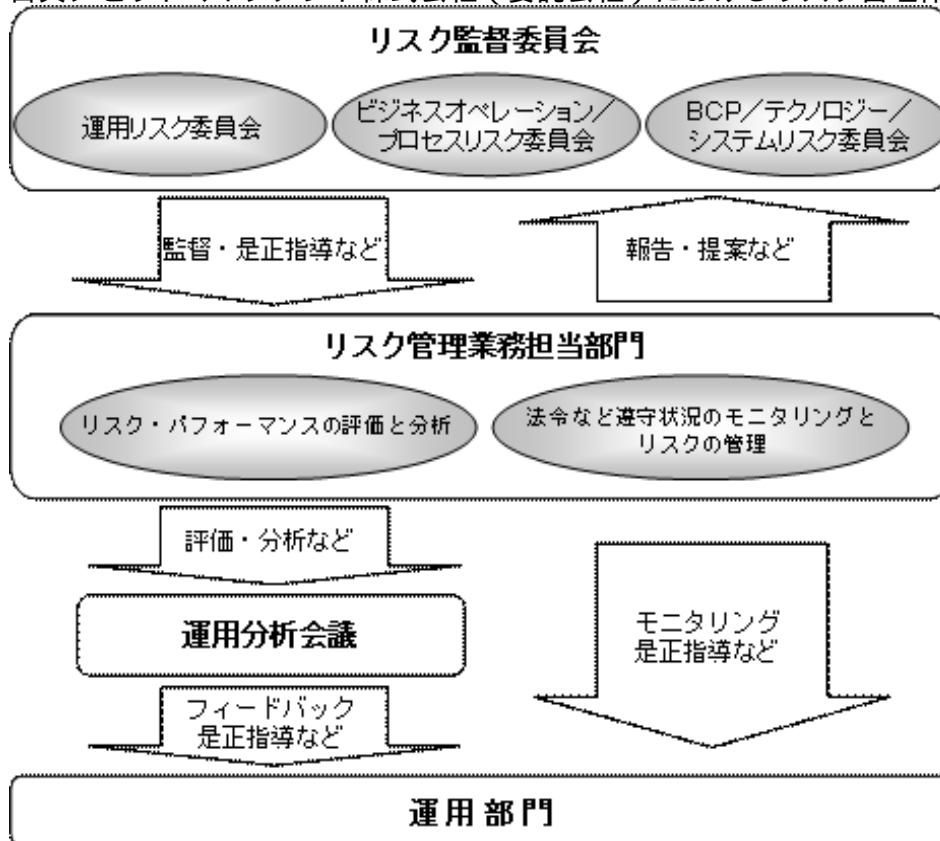 リスク監督委員会
運用リスク委員会
ビジネスオペレーション／
プロセスリスク委員会
BCP／テクノロジー／
システムリスク委員会
監督・是正指導など
報告・提案など
リスク管理業務担当部門
リスク・パフォーマンスの評価と分析
法令など遵守状況のモニタリングと
リスクの管理
評価・分析など
運用分析会議
モニタリング
是正指導など
フィードバック
是正指導など
運用部門